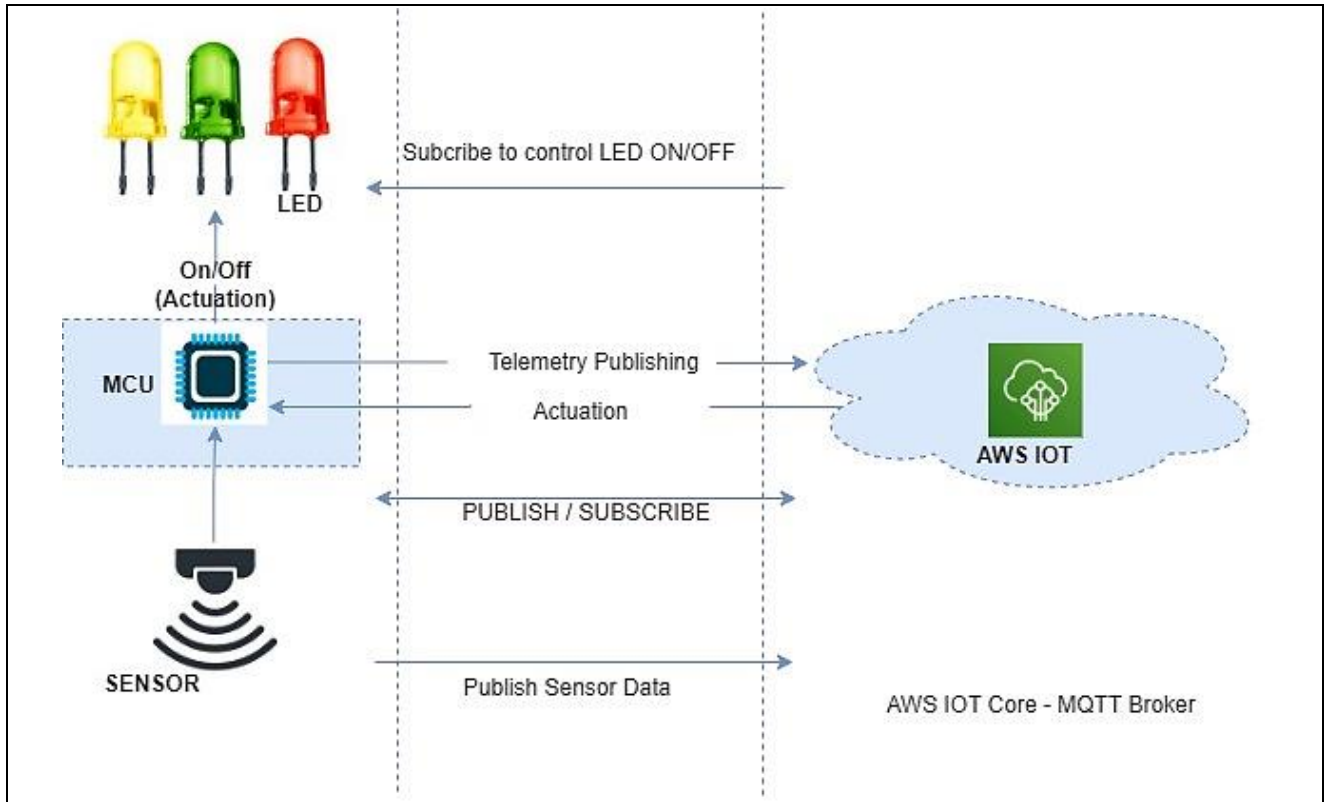 Subcribe to control LED ON/OFF
LED
On/Off
(Actuation)
MCU
Telemetry Publishing
Actuation
AWS IOT
PUBLISH / SUBSCRIBE
SENSOR
Publish Sensor Data
AWS IOT Core - MQTT Broker